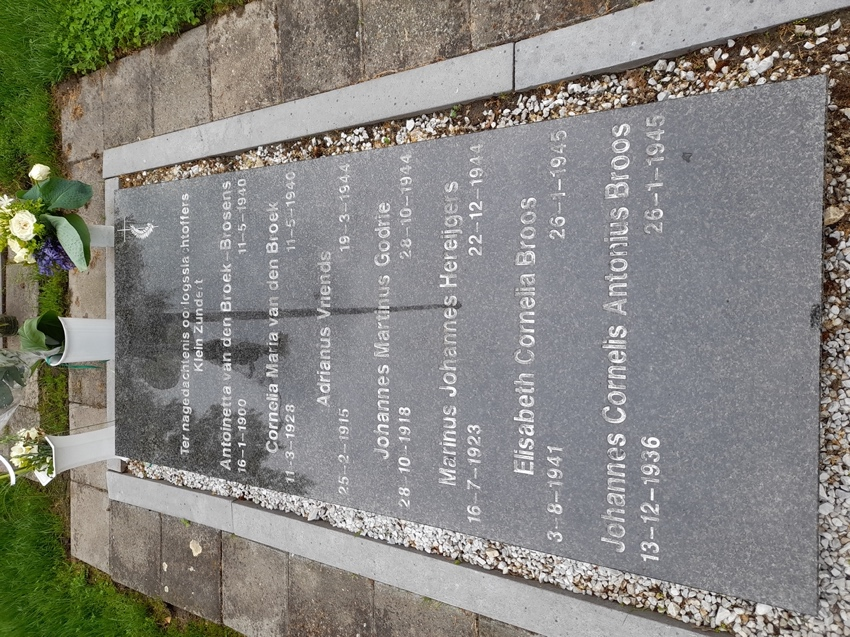 Ter nagedachtenis oorlogsslachtoffers
Klein Zundert
Antoinetta van den Broek-Brosens
16-1-1900 11-5-1940
Cornelia Maria van den Broek
11-3-1928 11-5-1940
Adrianus Vriends
25-2-1915 19-3-1944
Johannes Martinus Godrie
28-10-1918 28-10-1944
Marinus Johannes Hereijgers
16-7-1923 22-12-1944
Elisabeth Cornelia Broos
3-8-1941 26-1-1945
Johannes Cornelis Antonius Broos
13-12-1936 26-1-1945